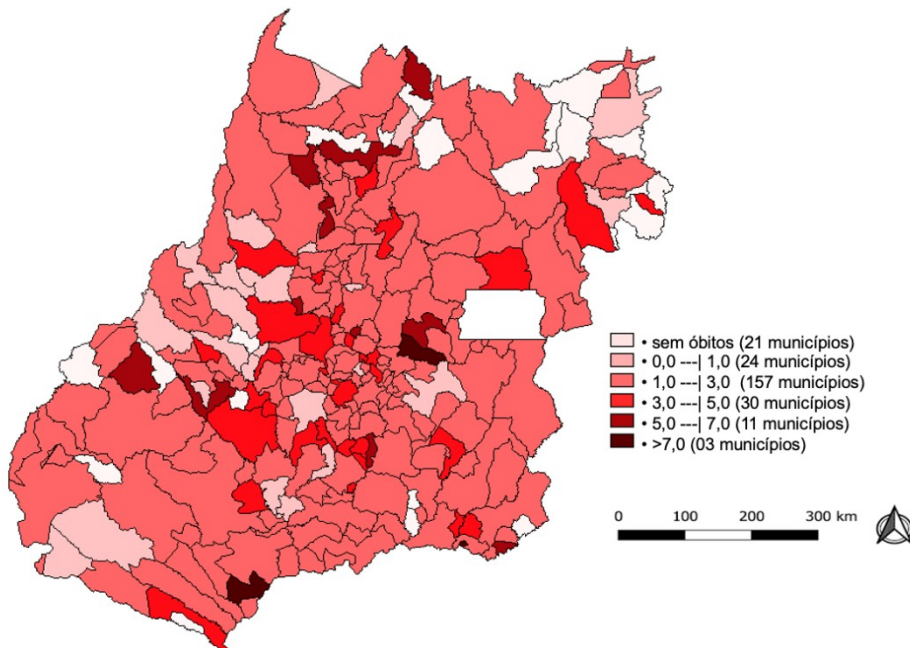 • sem óbitos (21 municípios)
• 0,0 ---| 1,0 (24 municípios)
• 1,0 ---| 3,0 (157 municípios)
• 3,0 ---| 5,0 (30 municípios)
• 5,0 ---| 7,0 (11 municípios)
• >7,0 (03 municípios)
0 100 200 300 km